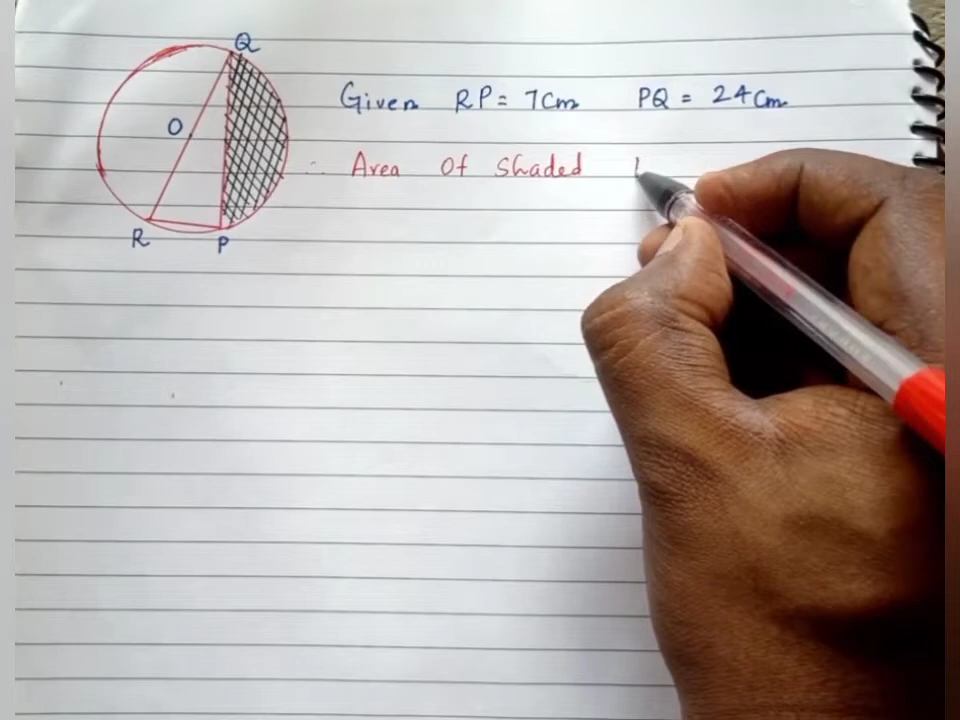 Q
Given RP = 7cm PQ = 24cm
O
∴ Area Of Shaded
R
P